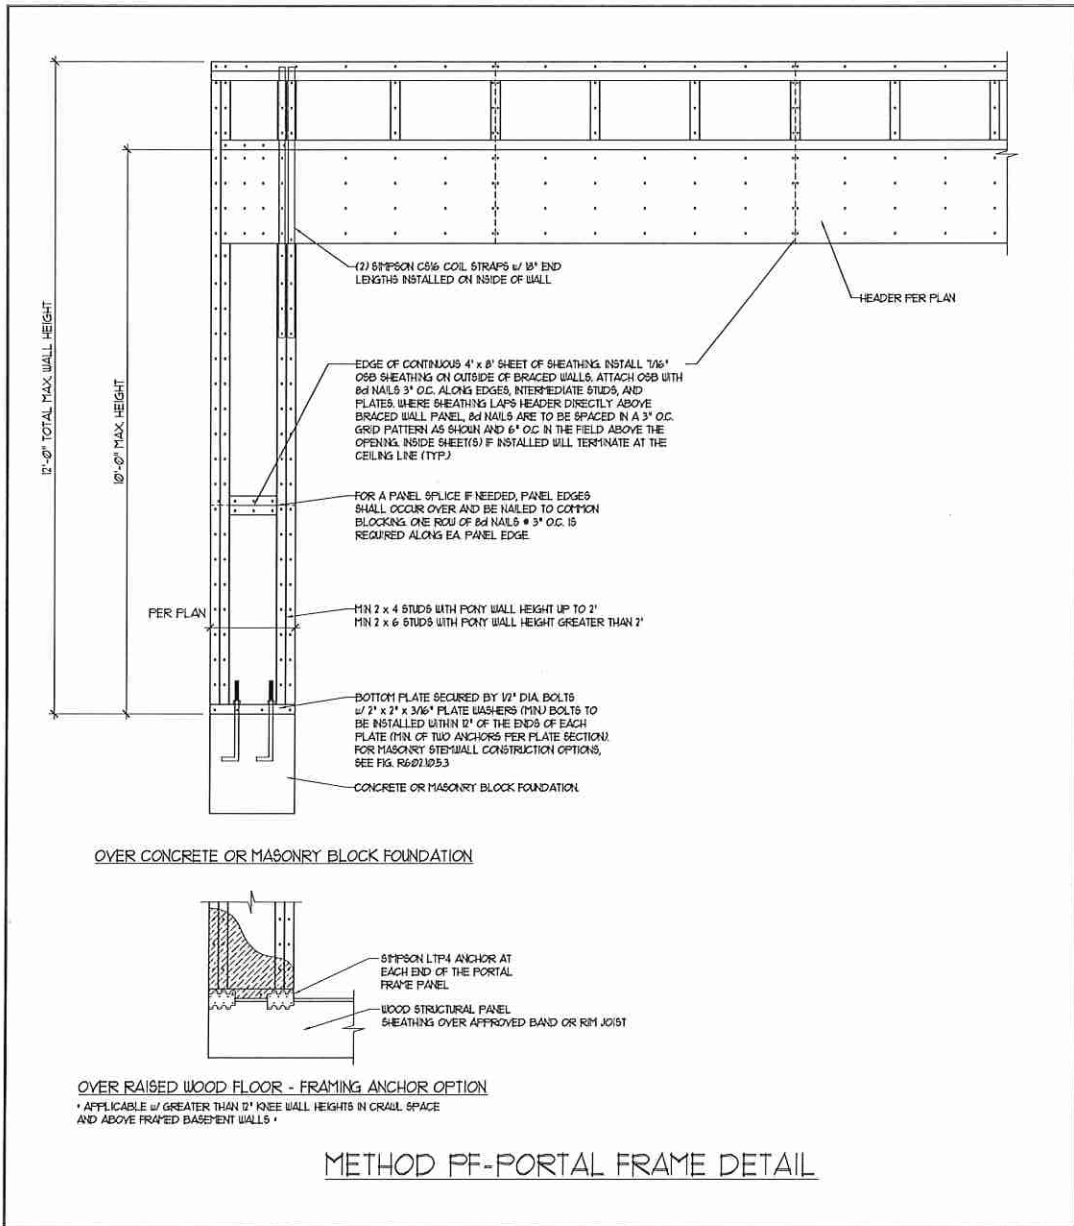 12'-0" TOTAL MAX. WALL HEIGHT
10'-0" MAX. HEIGHT
(2) SIMPSON CS16 COIL STRAPS w/ 18" END
LENGTHS INSTALLED ON INSIDE OF WALL
HEADER PER PLAN
EDGE OF CONTINUOUS 4' x 8' SHEET OF SHEATHING. INSTALL 7/16"
OSB SHEATHING ON OUTSIDE OF BRACED WALLS. ATTACH OSB WITH
8d NAILS 3" O.C. ALONG EDGES, INTERMEDIATE STUDS, AND
PLATES. WHERE SHEATHING LAPS HEADER DIRECTLY ABOVE
BRACED WALL PANEL, 8d NAILS ARE TO BE SPACED IN A 3" O.C.
GRID PATTERN AS SHOWN AND 6" O.C IN THE FIELD ABOVE THE
OPENING. INSIDE SHEET(S) IF INSTALLED WILL TERMINATE AT THE
CEILING LINE (TYP.)
FOR A PANEL SPLICE IF NEEDED, PANEL EDGES
SHALL OCCUR OVER AND BE NAILED TO COMMON
BLOCKING. ONE ROW OF 8d NAILS @ 3" O.C. IS
REQUIRED ALONG EA. PANEL EDGE.
PER PLAN
MIN 2 x 4 STUDS WITH PONY WALL HEIGHT UP TO 2'
MIN 2 x 6 STUDS WITH PONY WALL HEIGHT GREATER THAN 2'
BOTTOM PLATE SECURED BY 1/2" DIA. BOLTS
w/ 2" x 2" x 3/16" PLATE WASHERS (MIN.) BOLTS TO
BE INSTALLED WITHIN 12" OF THE ENDS OF EACH
PLATE (MIN. OF TWO ANCHORS PER PLATE SECTION).
FOR MASONRY STEMWALL CONSTRUCTION OPTIONS,
SEE FIG. R602.10.5.3
CONCRETE OR MASONRY BLOCK FOUNDATION.
OVER CONCRETE OR MASONRY BLOCK FOUNDATION
SIMPSON LTP4 ANCHOR AT
EACH END OF THE PORTAL
FRAME PANEL
WOOD STRUCTURAL PANEL
SHEATHING OVER APPROVED BAND OR RIM JOIST
OVER RAISED WOOD FLOOR - FRAMING ANCHOR OPTION
* APPLICABLE w/ GREATER THAN 12" KNEE WALL HEIGHTS IN CRAWL SPACE
AND ABOVE FRAMED BASEMENT WALLS *
METHOD PF-PORTAL FRAME DETAIL